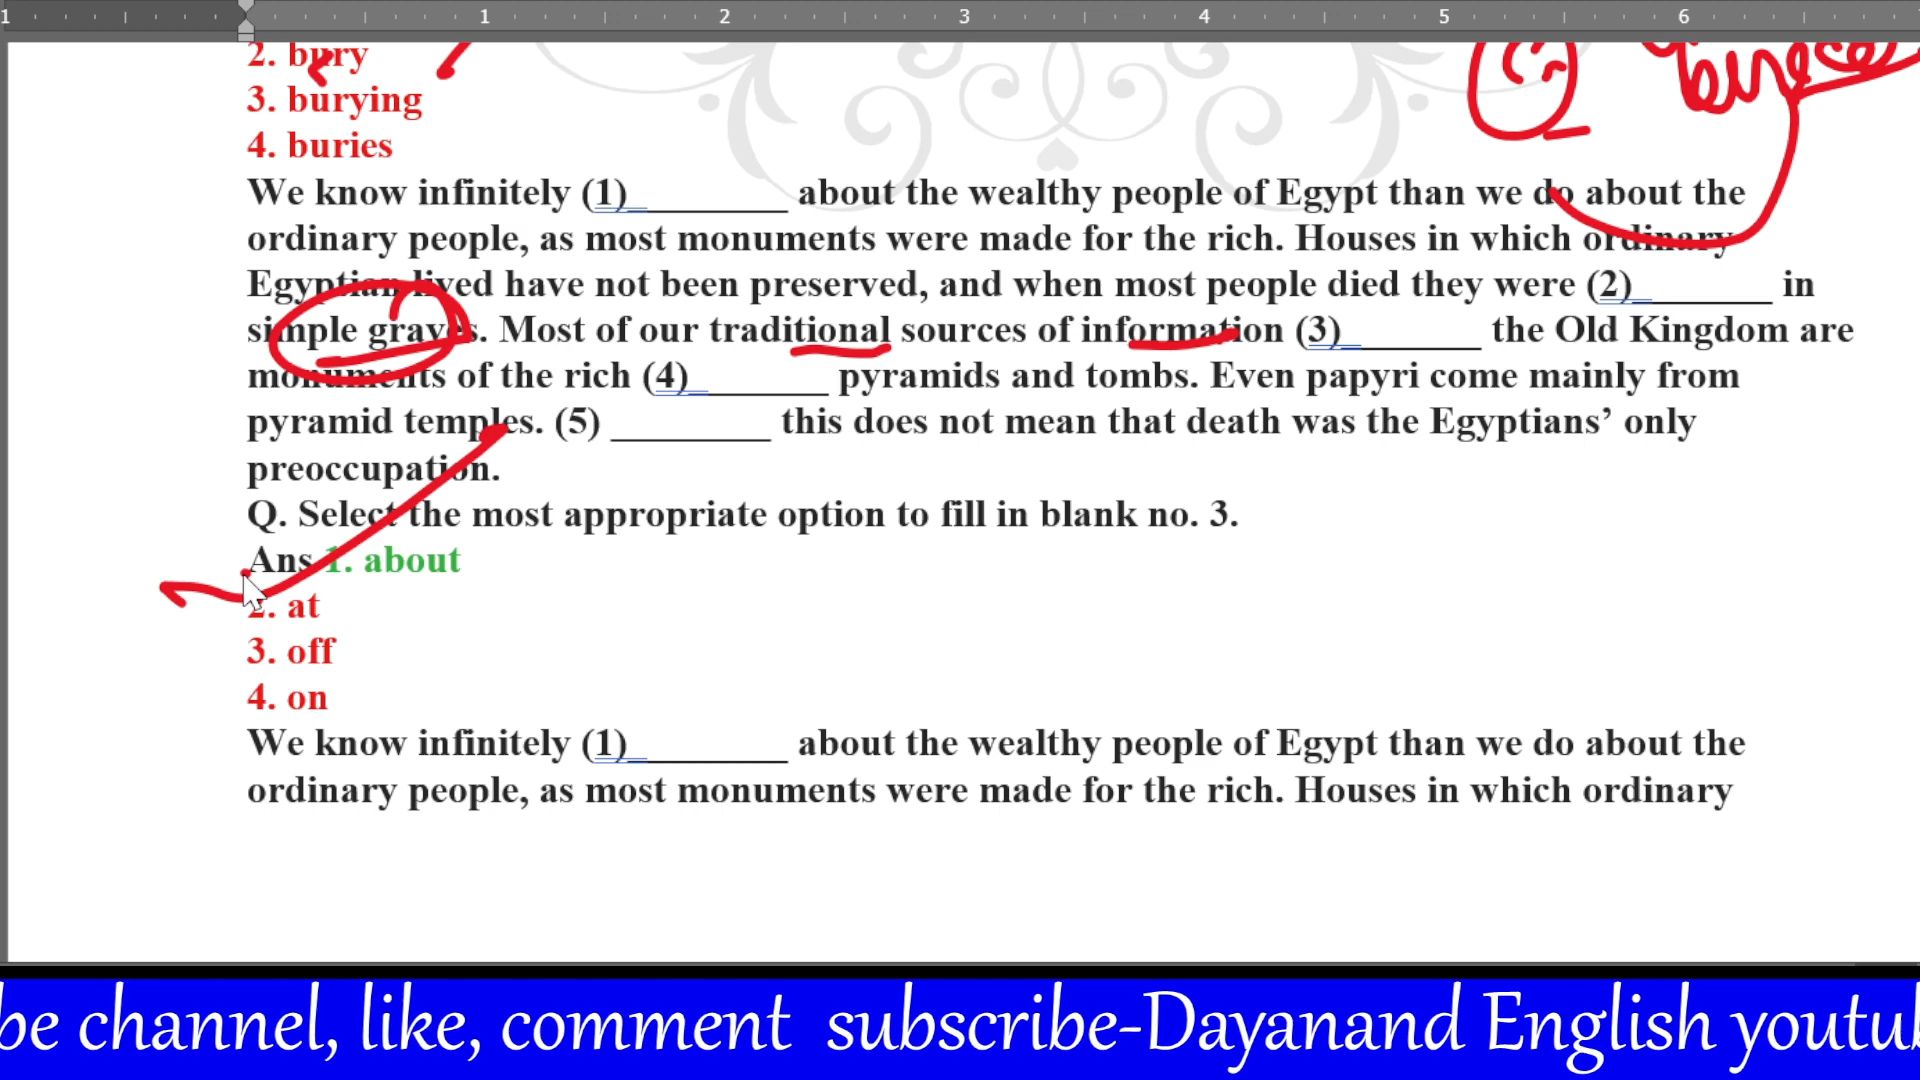 1 1 2 3 4 5 6
2. bury
3. burying
4. buries
We know infinitely (1)________ about the wealthy people of Egypt than we do about the
ordinary people, as most monuments were made for the rich. Houses in which ordinary
Egyptian lived have not been preserved, and when most people died they were (2)________ in
simple graves. Most of our traditional sources of information (3)________ the Old Kingdom are
monuments of the rich (4)________ pyramids and tombs. Even papyri come mainly from
pyramid temples. (5) ________ this does not mean that death was the Egyptians’ only
preoccupation.
Q. Select the most appropriate option to fill in blank no. 3.
Ans 1. about
2. at
3. off
4. on
We know infinitely (1)________ about the wealthy people of Egypt than we do about the
ordinary people, as most monuments were made for the rich. Houses in which ordinary
be channel, like, comment subscribe-Dayanand English youtu